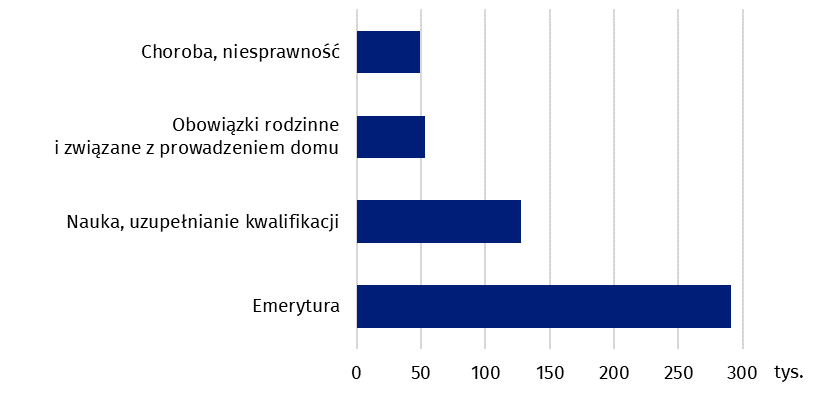 Choroba, niesprawność
Obowiązki rodzinne
i związane z prowadzeniem domu
Nauka, uzupełnianie kwalifikacji
Emerytura
0 50 100 150 200 250 300 tys.